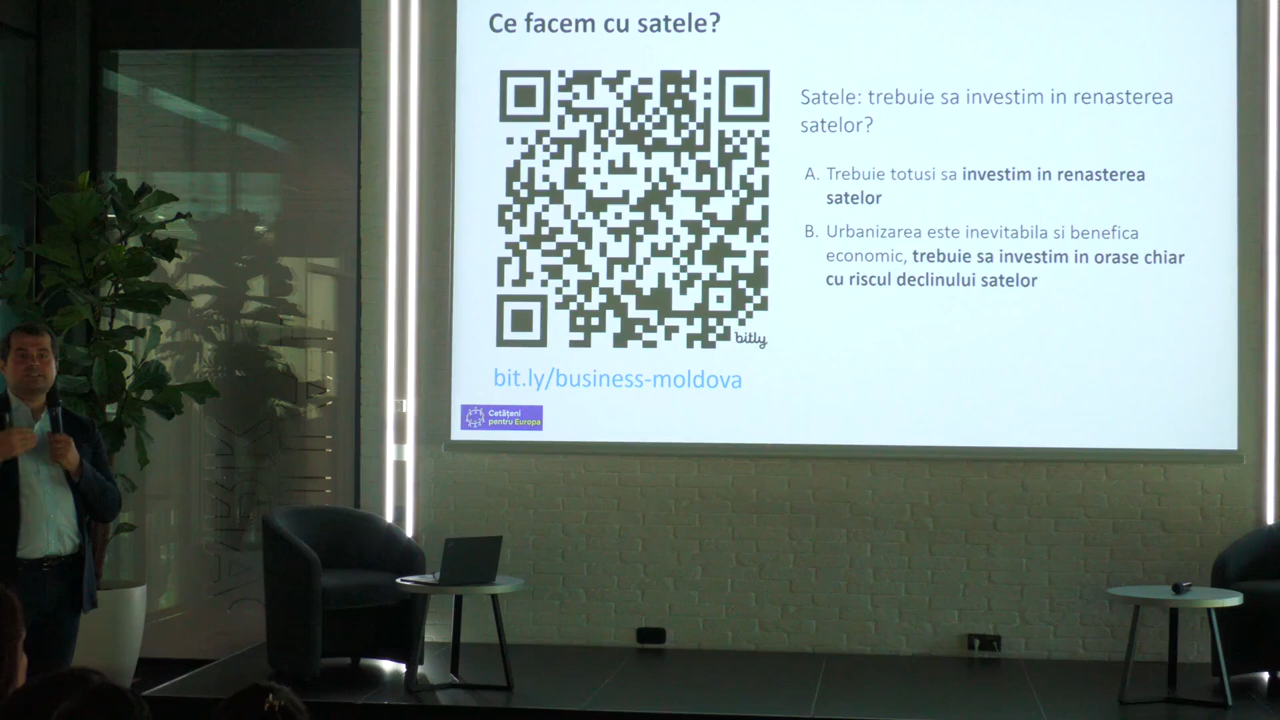 Ce facem cu satele?
Satele: trebuie sa investim in renasterea
satelor?
A. Trebuie totusi sa investim in renasterea
satelor
B. Urbanizarea este inevitabila si benefica
economic, trebuie sa investim in orase chiar
cu riscul declinului satelor
bitly
bit.ly/business-moldova
Cetățeni
pentru Europa